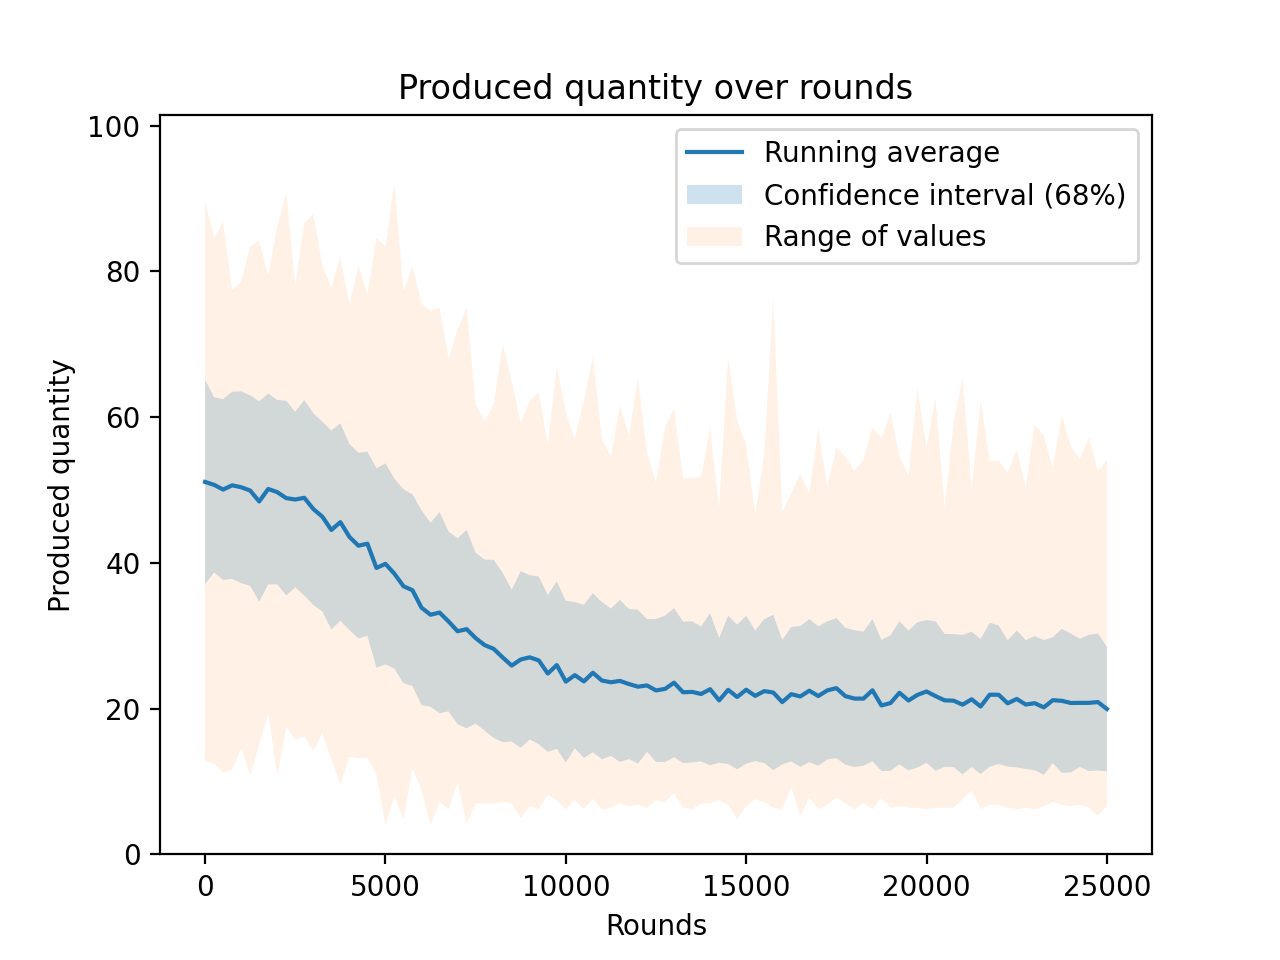 Produced quantity over rounds
Running average
Confidence interval (68%)
Range of values
100
80
60
40
20
0
Produced quantity
0 5000 10000 15000 20000 25000
Rounds